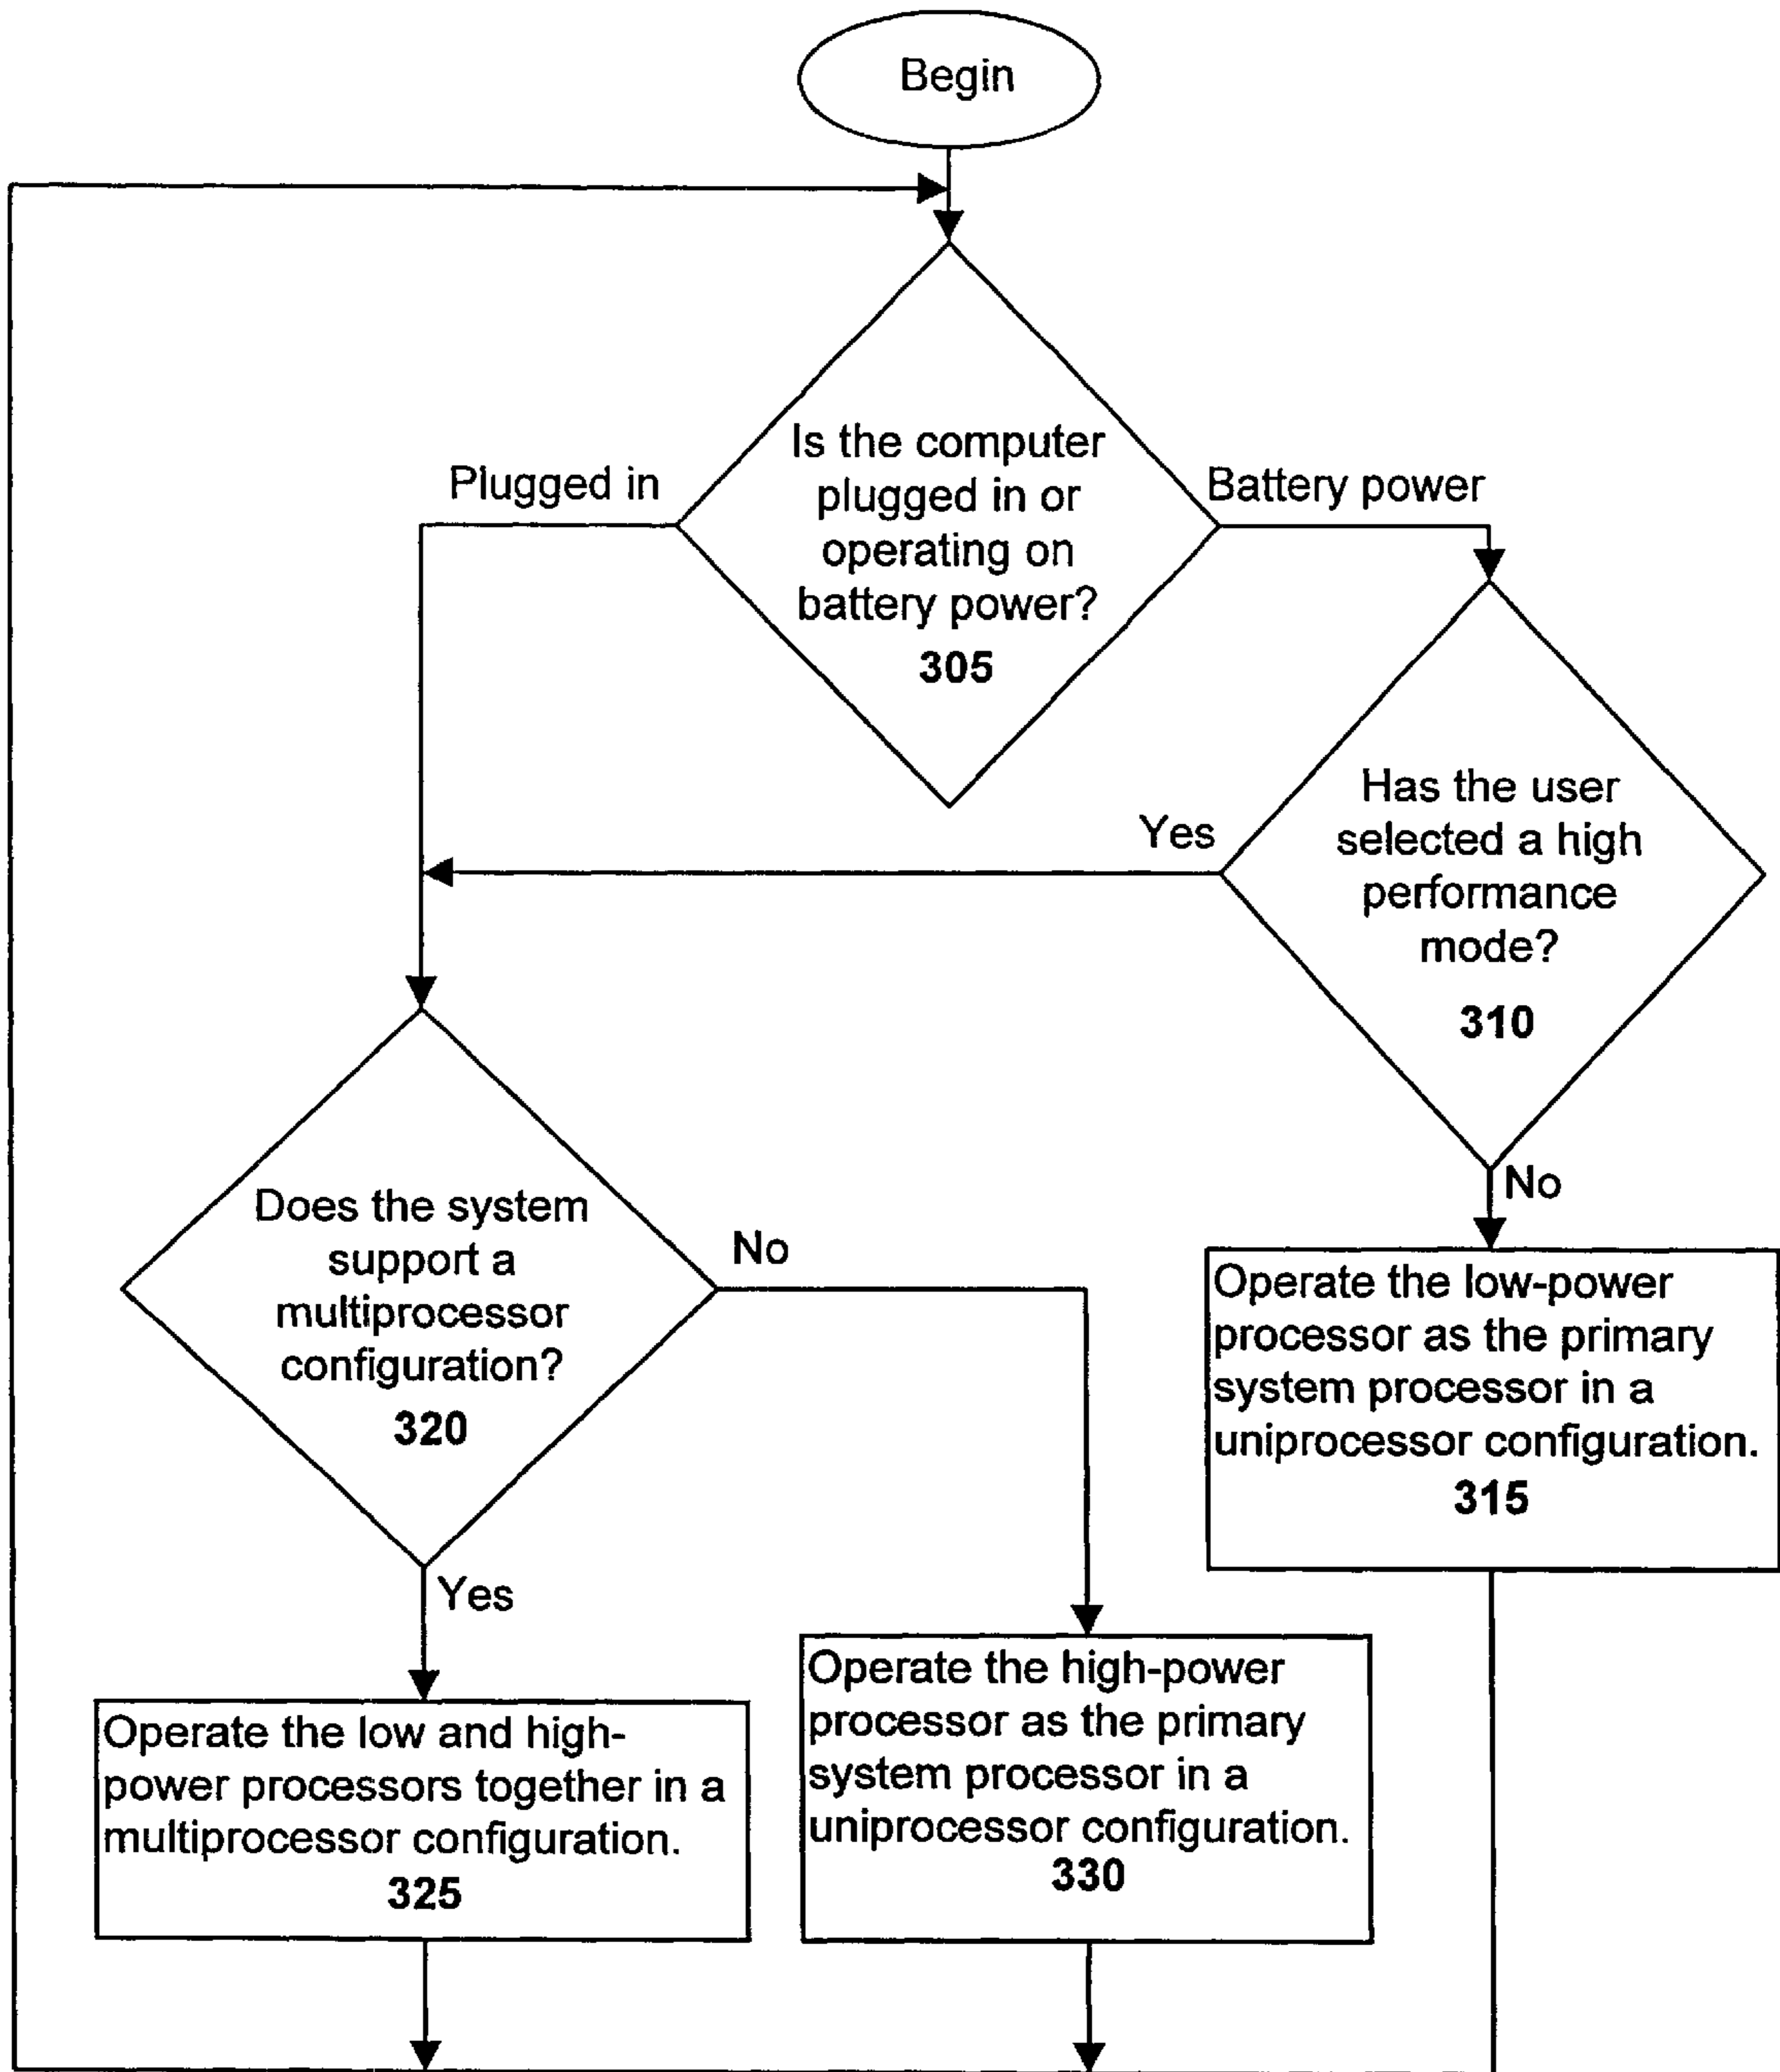 Begin
Is the computer
plugged in or
operating on
battery power?
305
Plugged in
Battery power
Has the user
selected a high
performance
mode?
310
Yes
No
Does the system
support a
multiprocessor
configuration?
320
No
Yes
Operate the low-power
processor as the primary
system processor in a
uniprocessor configuration.
315
Operate the high-power
processor as the primary
system processor in a
uniprocessor configuration.
330
Operate the low and high-
power processors together in a
multiprocessor configuration.
325